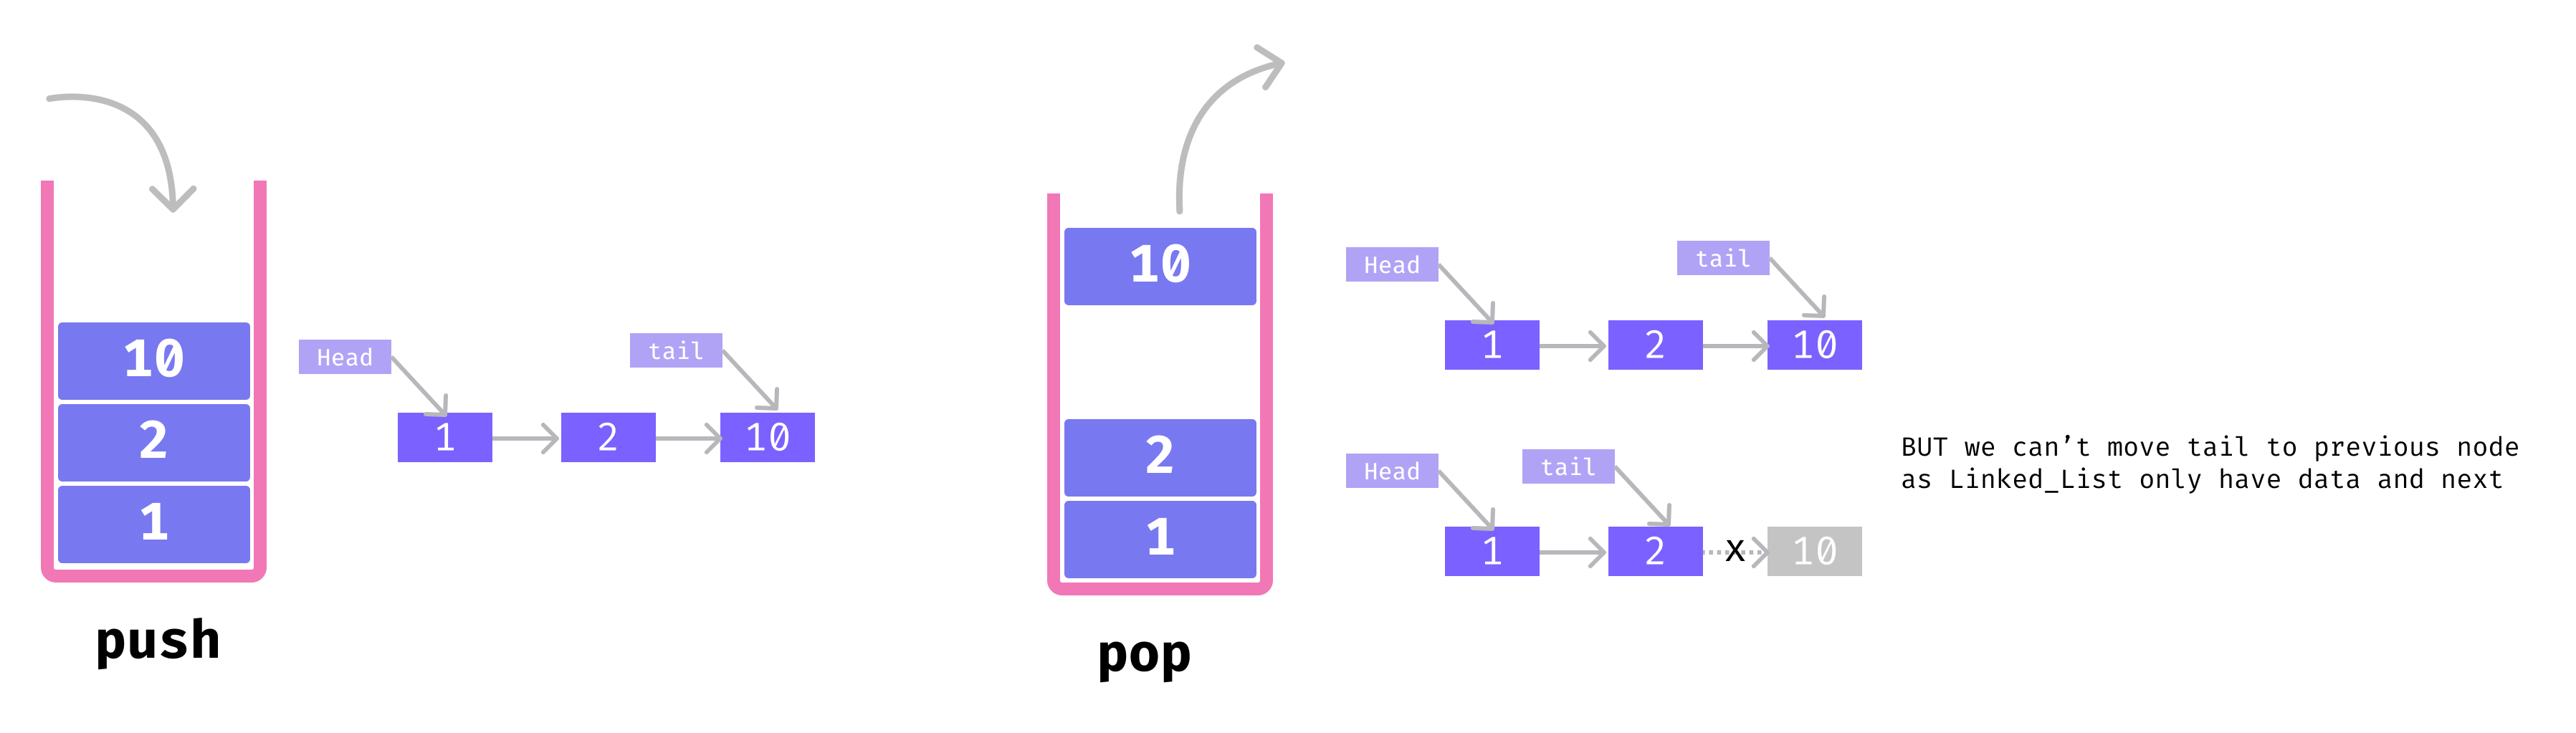 10
2
1
push
Head
tail
1
2
10
10
2
1
pop
Head
tail
1
2
10
Head
tail
1
2
x
10
BUT we can’t move tail to previous node
as Linked_List only have data and next